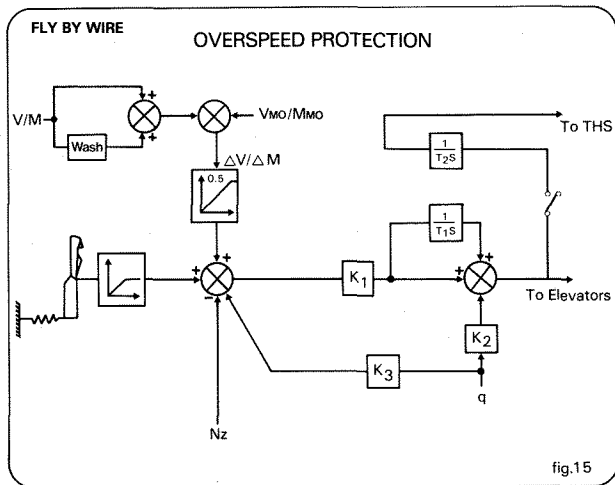 FLY BY WIRE
OVERSPEED PROTECTION
V/M
+
+
Wash
VMO/MMO
ΔV/ΔM
0.5
To THS
1/T2S
1/T1S
+
+
-
K1
+
+
To Elevators
K2
K3
q
Nz
fig.15